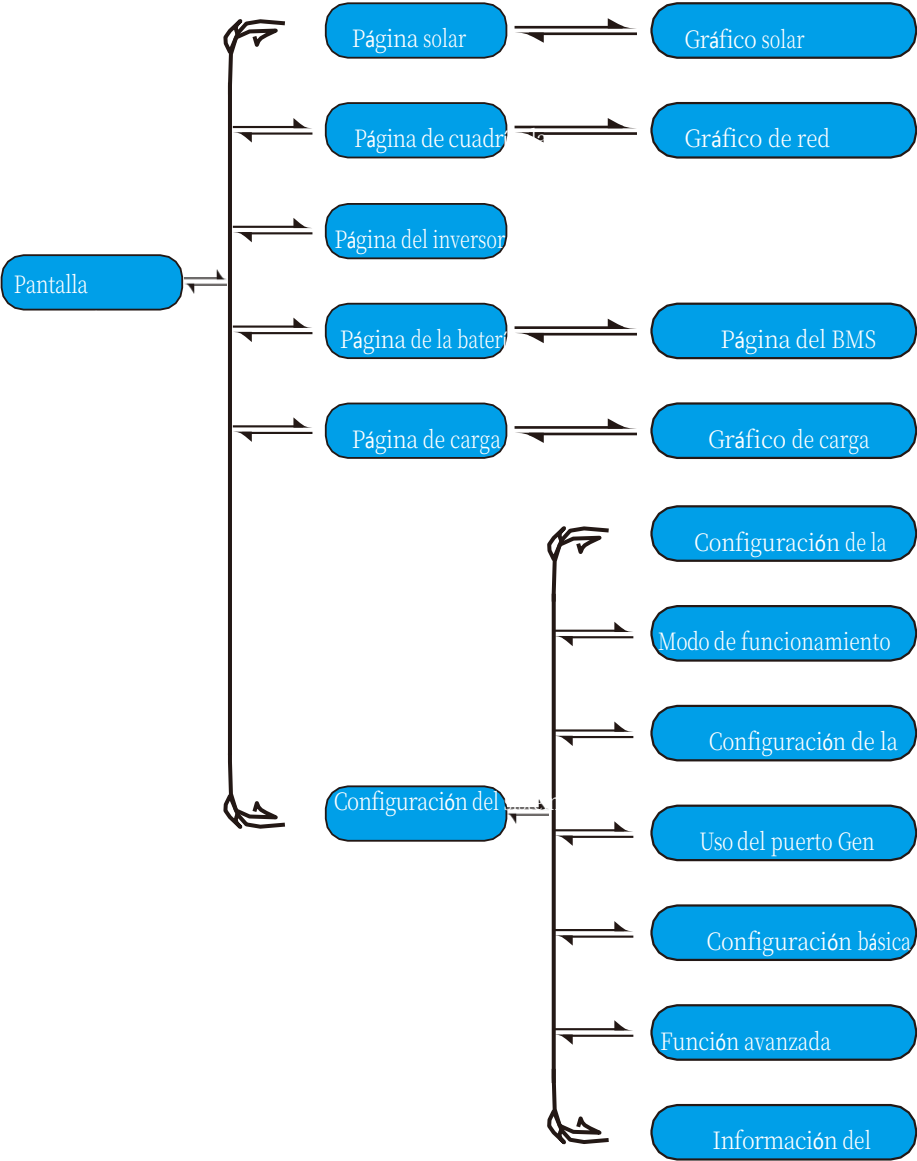 Página solar
Gráfico solar
Página de
Gráfico de red
Página del inversor
Pantalla
Página de la
Página del BMS
Página de carga
Gráfico de carga
Configuración de la
Modo de funcionamiento
Configuración de la
Configuración del
Uso del puerto Gen
Configuración básica
Función avanzada
Información del